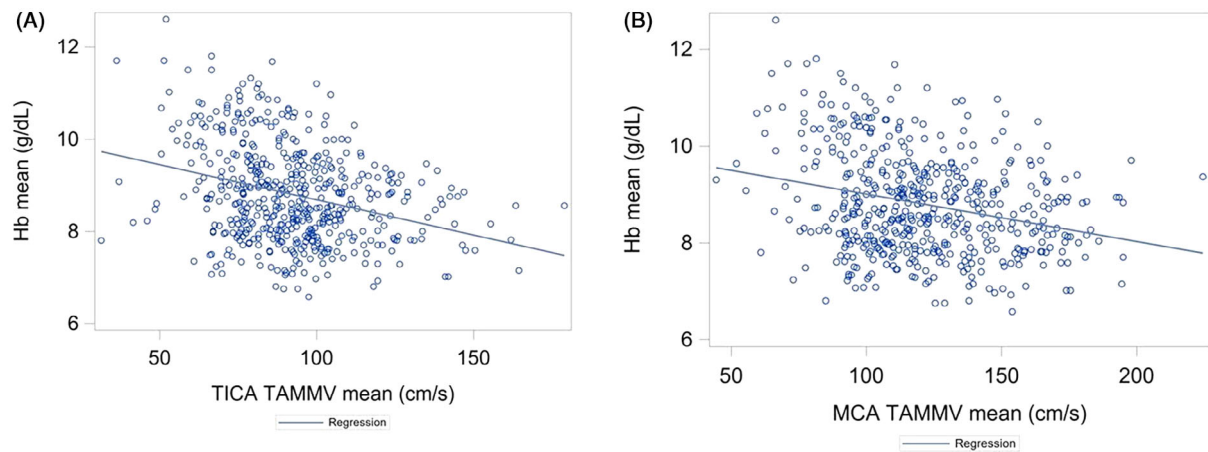 (A)
12
10
8
6
Hb mean (g/dL)
50
100
150
TICA TAMMV mean (cm/s)
Regression
(B)
12
10
8
6
Hb mean (g/dL)
50
100
150
200
MCA TAMMV mean (cm/s)
Regression